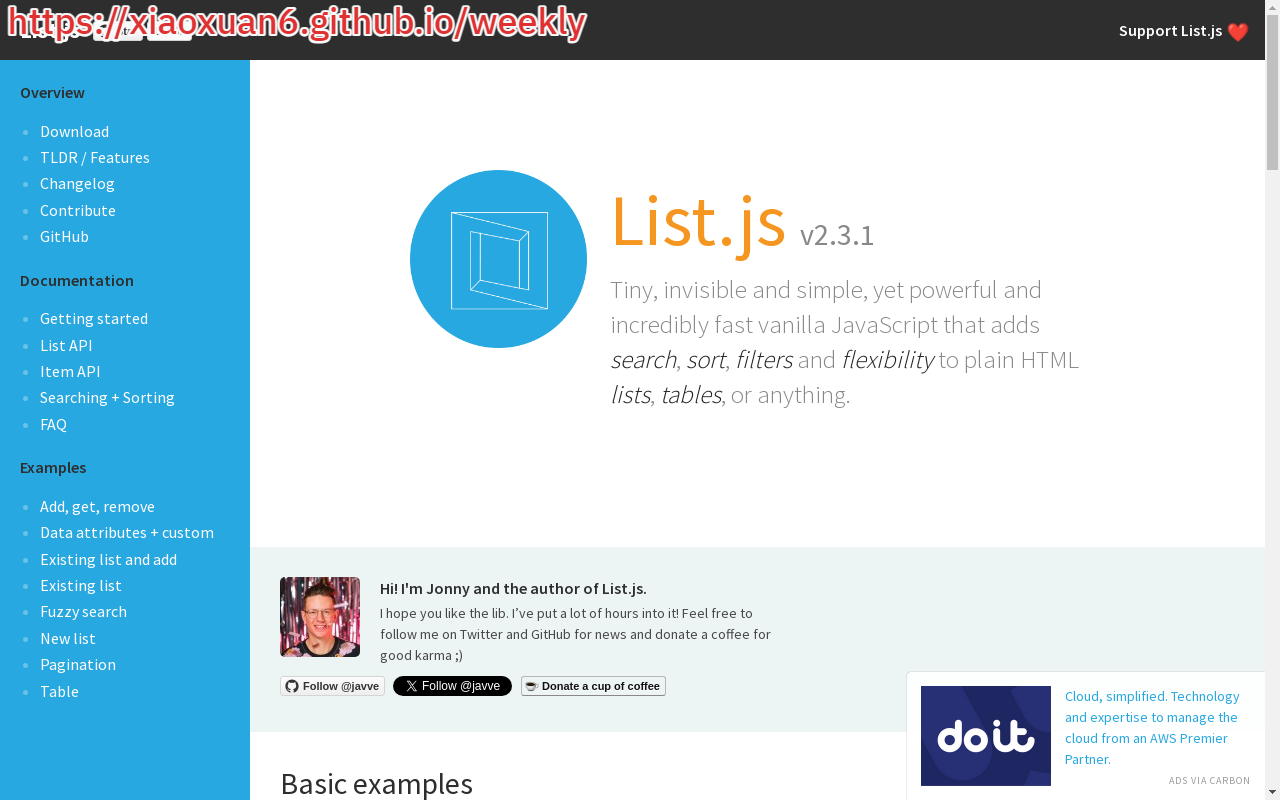 https://xiaoxuan6.github.io/weekly
Support List.js ❤️
Overview
Download
TLDR / Features
Changelog
Contribute
GitHub
Documentation
Getting started
List API
Item API
Searching + Sorting
FAQ
Examples
Add, get, remove
Data attributes + custom
Existing list and add
Existing list
Fuzzy search
New list
Pagination
Table
List.js v2.3.1
Tiny, invisible and simple, yet powerful and
incredibly fast vanilla JavaScript that adds
search, sort, filters and flexibility to plain HTML
lists, tables, or anything.
Hi! I'm Jonny and the author of List.js.
I hope you like the lib. I’ve put a lot of hours into it! Feel free to
follow me on Twitter and GitHub for news and donate a coffee for
good karma ;)
Follow @javve
Follow @javve
Donate a cup of coffee
doit
Cloud, simplified. Technology
and expertise to manage the
cloud from an AWS Premier
Partner.
ADS VIA CARBON
Basic examples